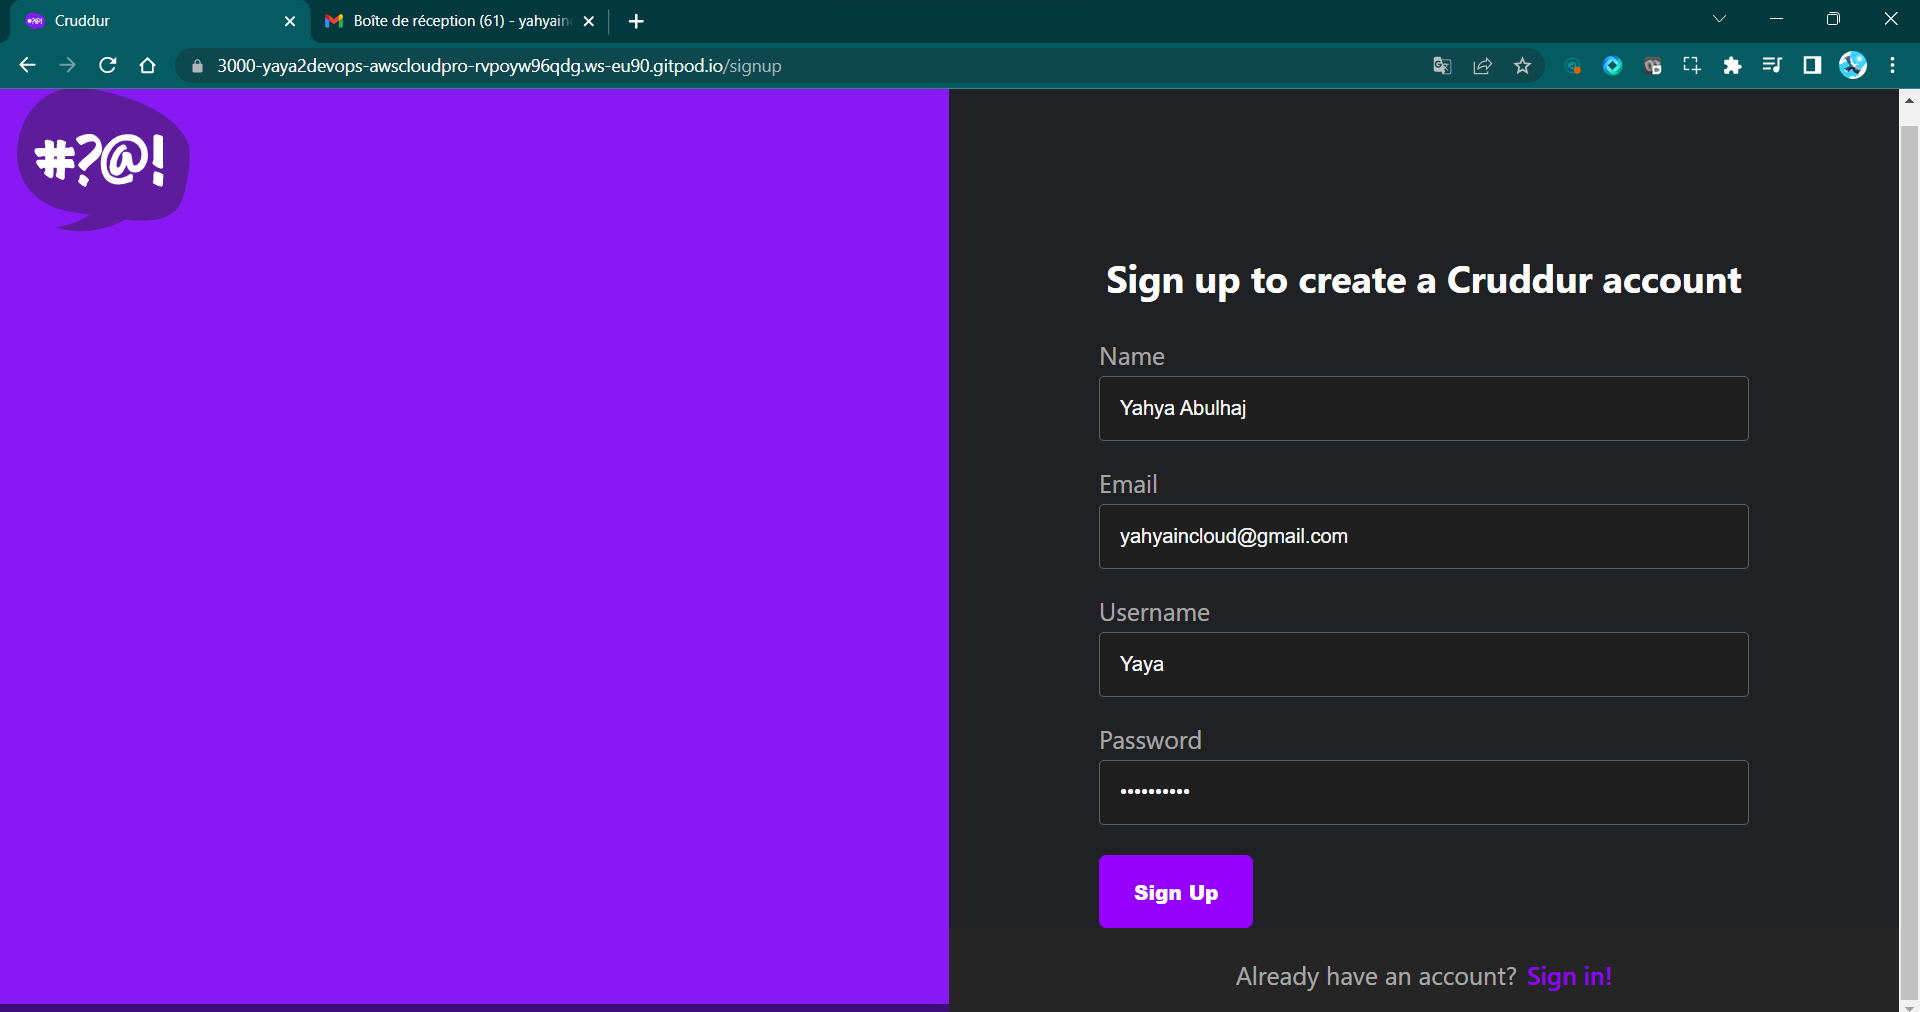 Cruddur
Boîte de réception (61) - yahyain
3000-yaya2devops-awscloudpro-rvpoyw96qdg.ws-eu90.gitpod.io/signup
#?@!
Sign up to create a Cruddur account
Name
Yahya Abulhaj
Email
yahyaincloud@gmail.com
Username
Yaya
Password
••••••••••
Sign Up
Already have an account? Sign in!